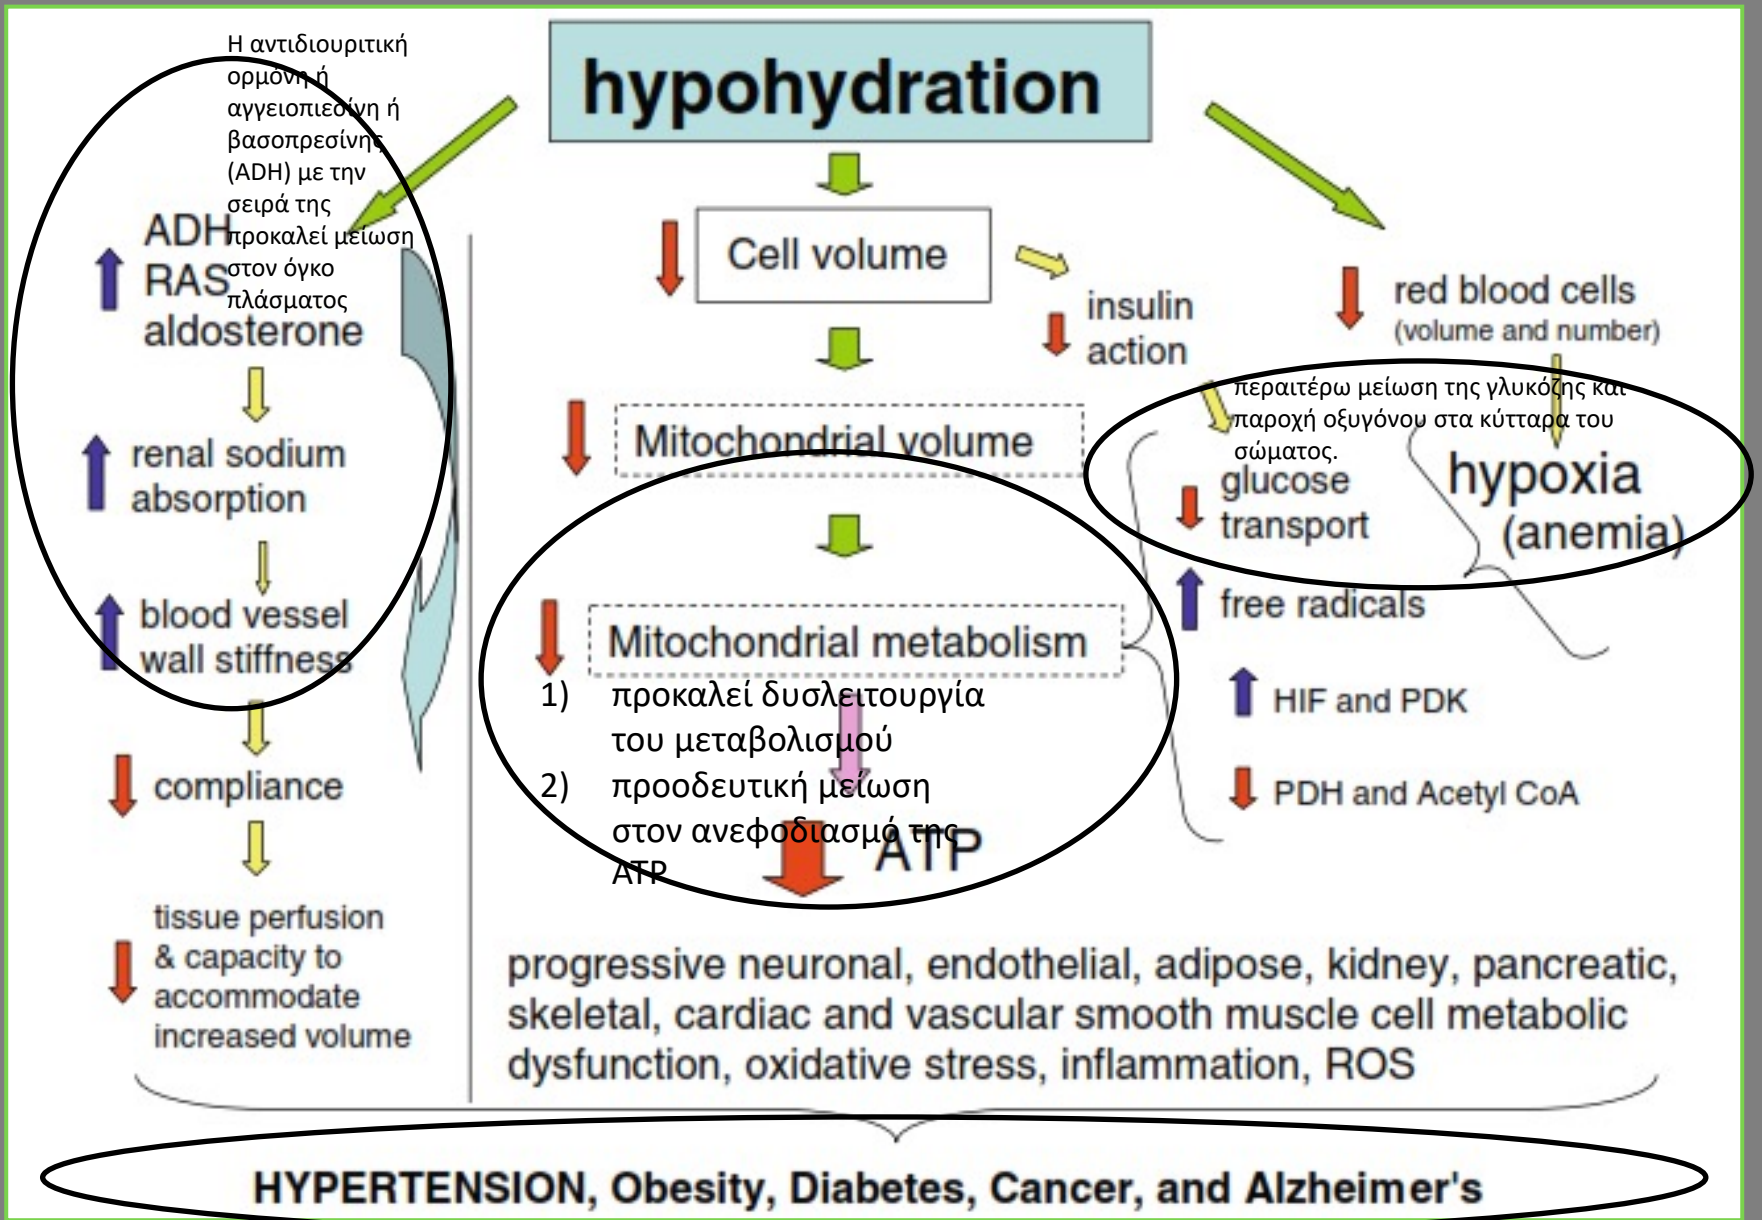 hypohydration
Η αντιδιουριτική
ορμόνη ή
αγγειοπιεσίνη ή
βασοπρεσίνης
(ADH) με την
σειρά της
προκαλεί μείωση
στον όγκο
πλάσματος
ADH
RAS
aldosterone
renal sodium
absorption
blood vessel
wall stiffness
compliance
tissue perfusion
& capacity to
accommodate
increased volume
Cell volume
insulin
action
Mitochondrial volume
Mitochondrial metabolism
1) προκαλεί δυσλειτουργία
του μεταβολισμού
2) προοδευτική μείωση
στον ανεφοδιασμό της
ATP
ATP
red blood cells
(volume and number)
περαιτέρω μείωση της γλυκόζης και
παροχή οξυγόνου στα κύτταρα του
σώματος.
glucose
transport
hypoxia
(anemia)
free radicals
HIF and PDK
PDH and Acetyl CoA
progressive neuronal, endothelial, adipose, kidney, pancreatic,
skeletal, cardiac and vascular smooth muscle cell metabolic
dysfunction, oxidative stress, inflammation, ROS
HYPERTENSION, Obesity, Diabetes, Cancer, and Alzheimer's